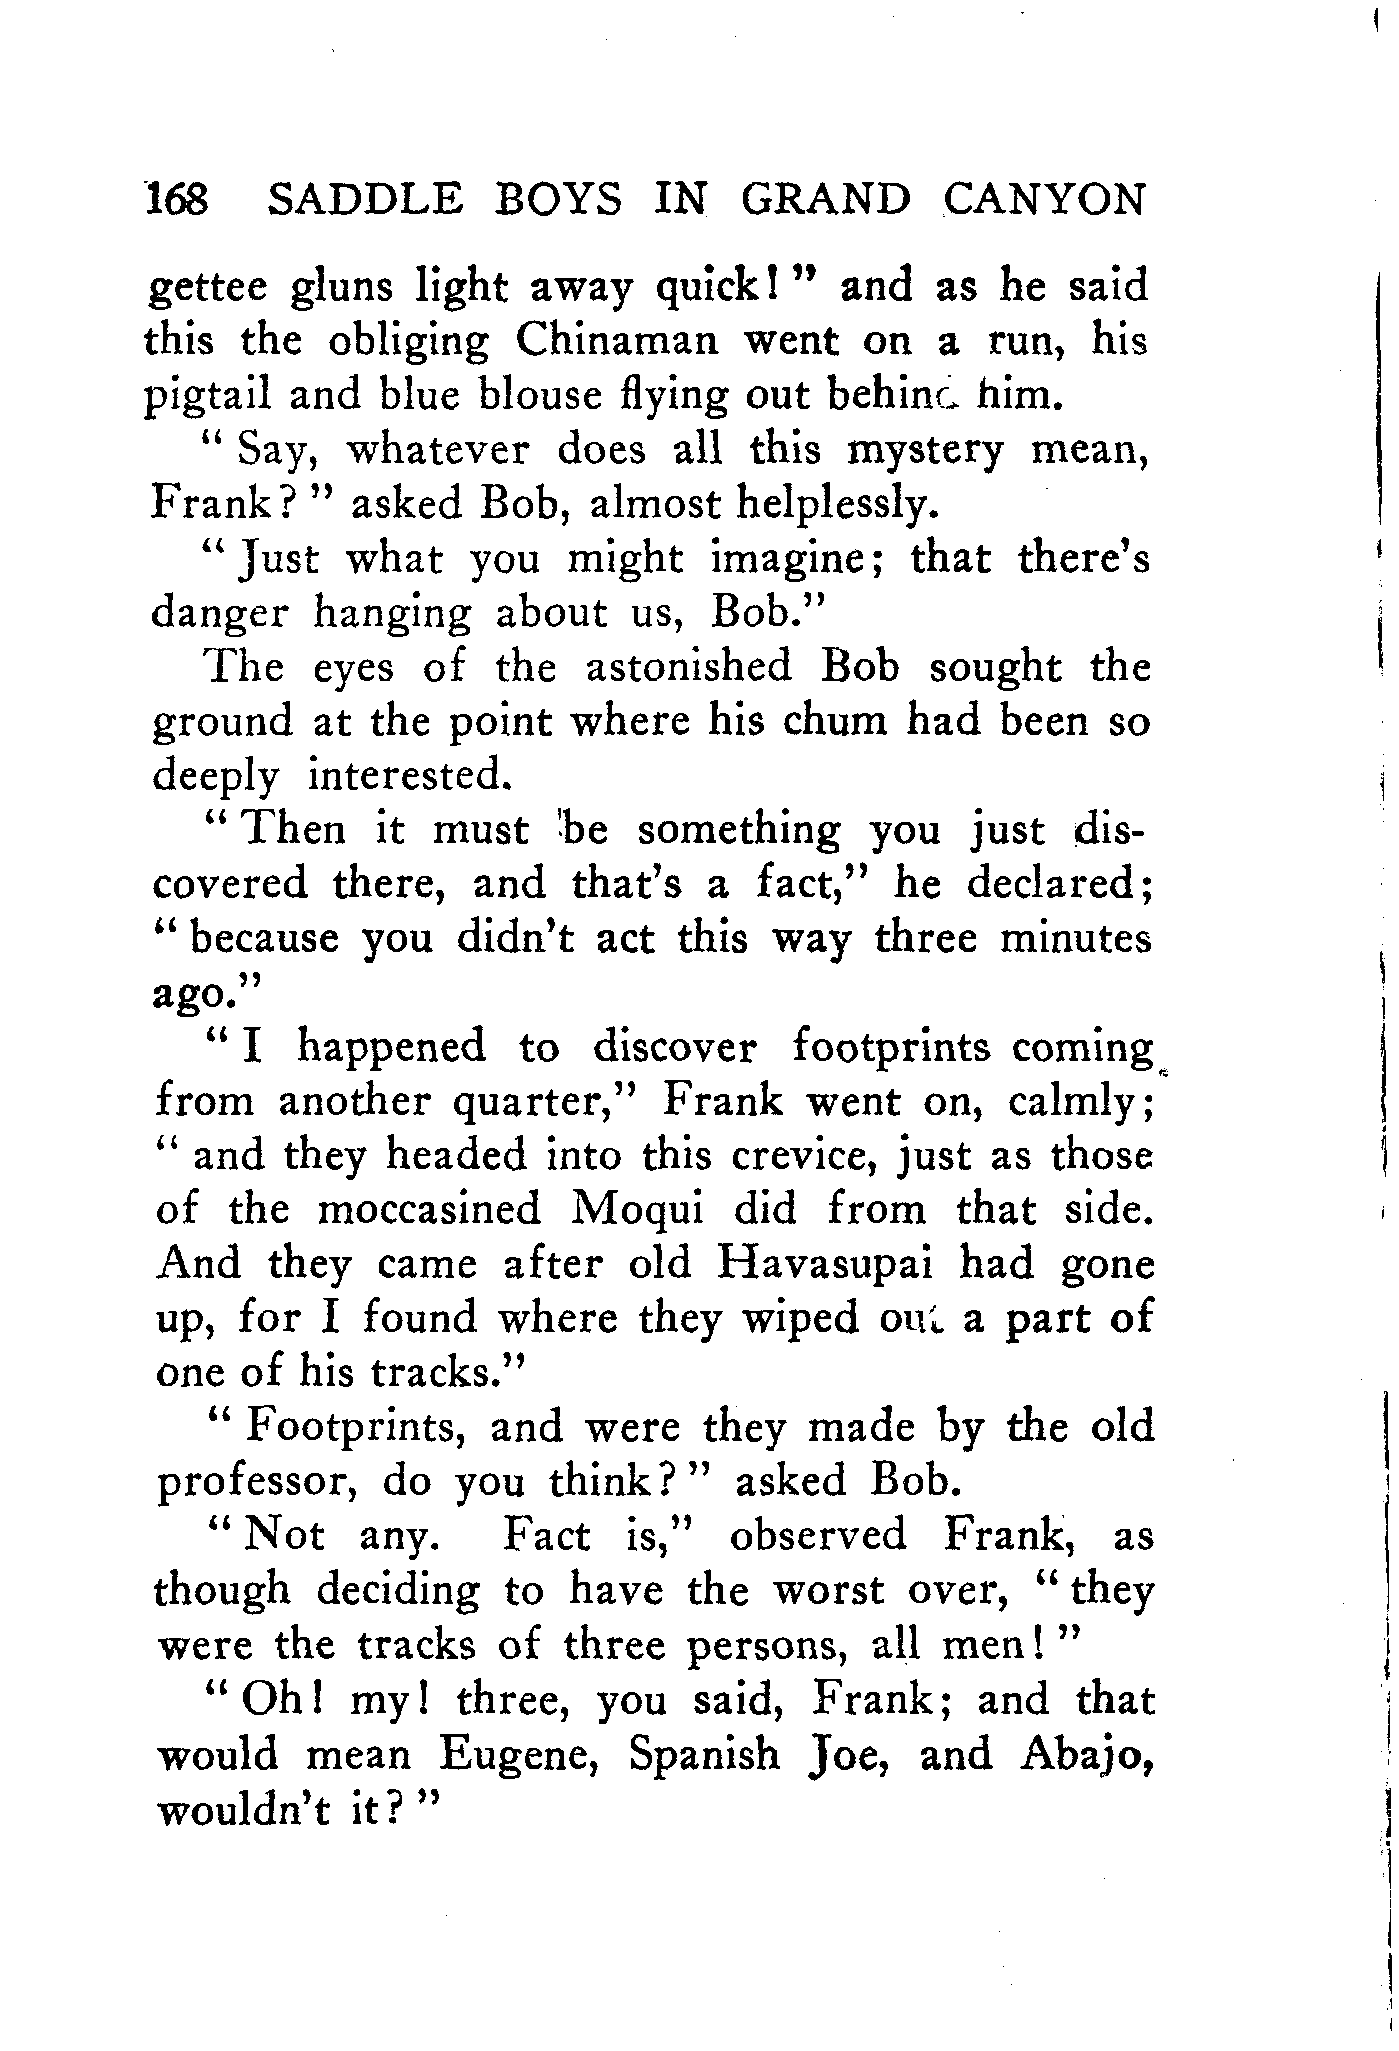 168 SADDLE BOYS IN GRAND CANYON
gettee gluns light away quick! " and as he said
this the obliging Chinaman went on a run, his
pigtail and blue blouse flying out behind him.
" Say, whatever does all this mystery mean,
Frank? " asked Bob, almost helplessly.
" Just what you might imagine; that there's
danger hanging about us, Bob."
The eyes of the astonished Bob sought the
ground at the point where his chum had been so
deeply interested.
" Then it must be something you just dis-
covered there, and that's a fact," he declared;
" because you didn't act this way three minutes
ago."
" I happened to discover footprints coming
from another quarter," Frank went on, calmly;
" and they headed into this crevice, just as those
of the moccasined Moqui did from that side.
And they came after old Havasupai had gone
up, for I found where they wiped out a part of
one of his tracks."
" Footprints, and were they made by the old
professor, do you think? " asked Bob.
" Not any. Fact is," observed Frank, as
though deciding to have the worst over, " they
were the tracks of three persons, all men! "
" Oh! my! three, you said, Frank; and that
would mean Eugene, Spanish Joe, and Abajo,
wouldn't it? "